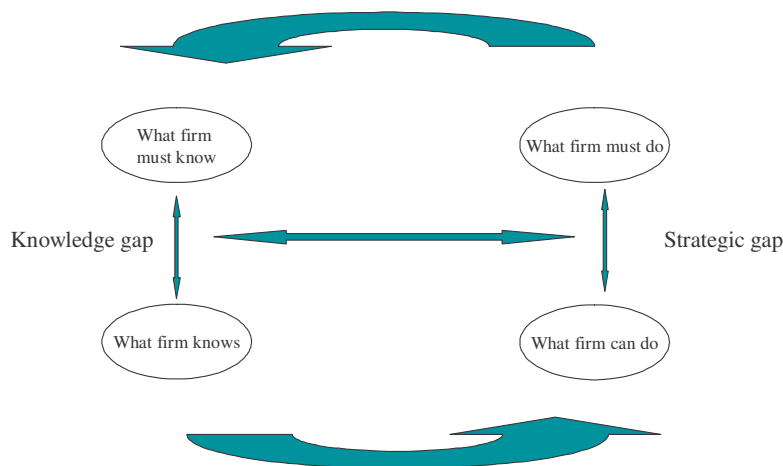 What firm
must know
What firm must do
Knowledge gap
Strategic gap
What firm knows
What firm can do